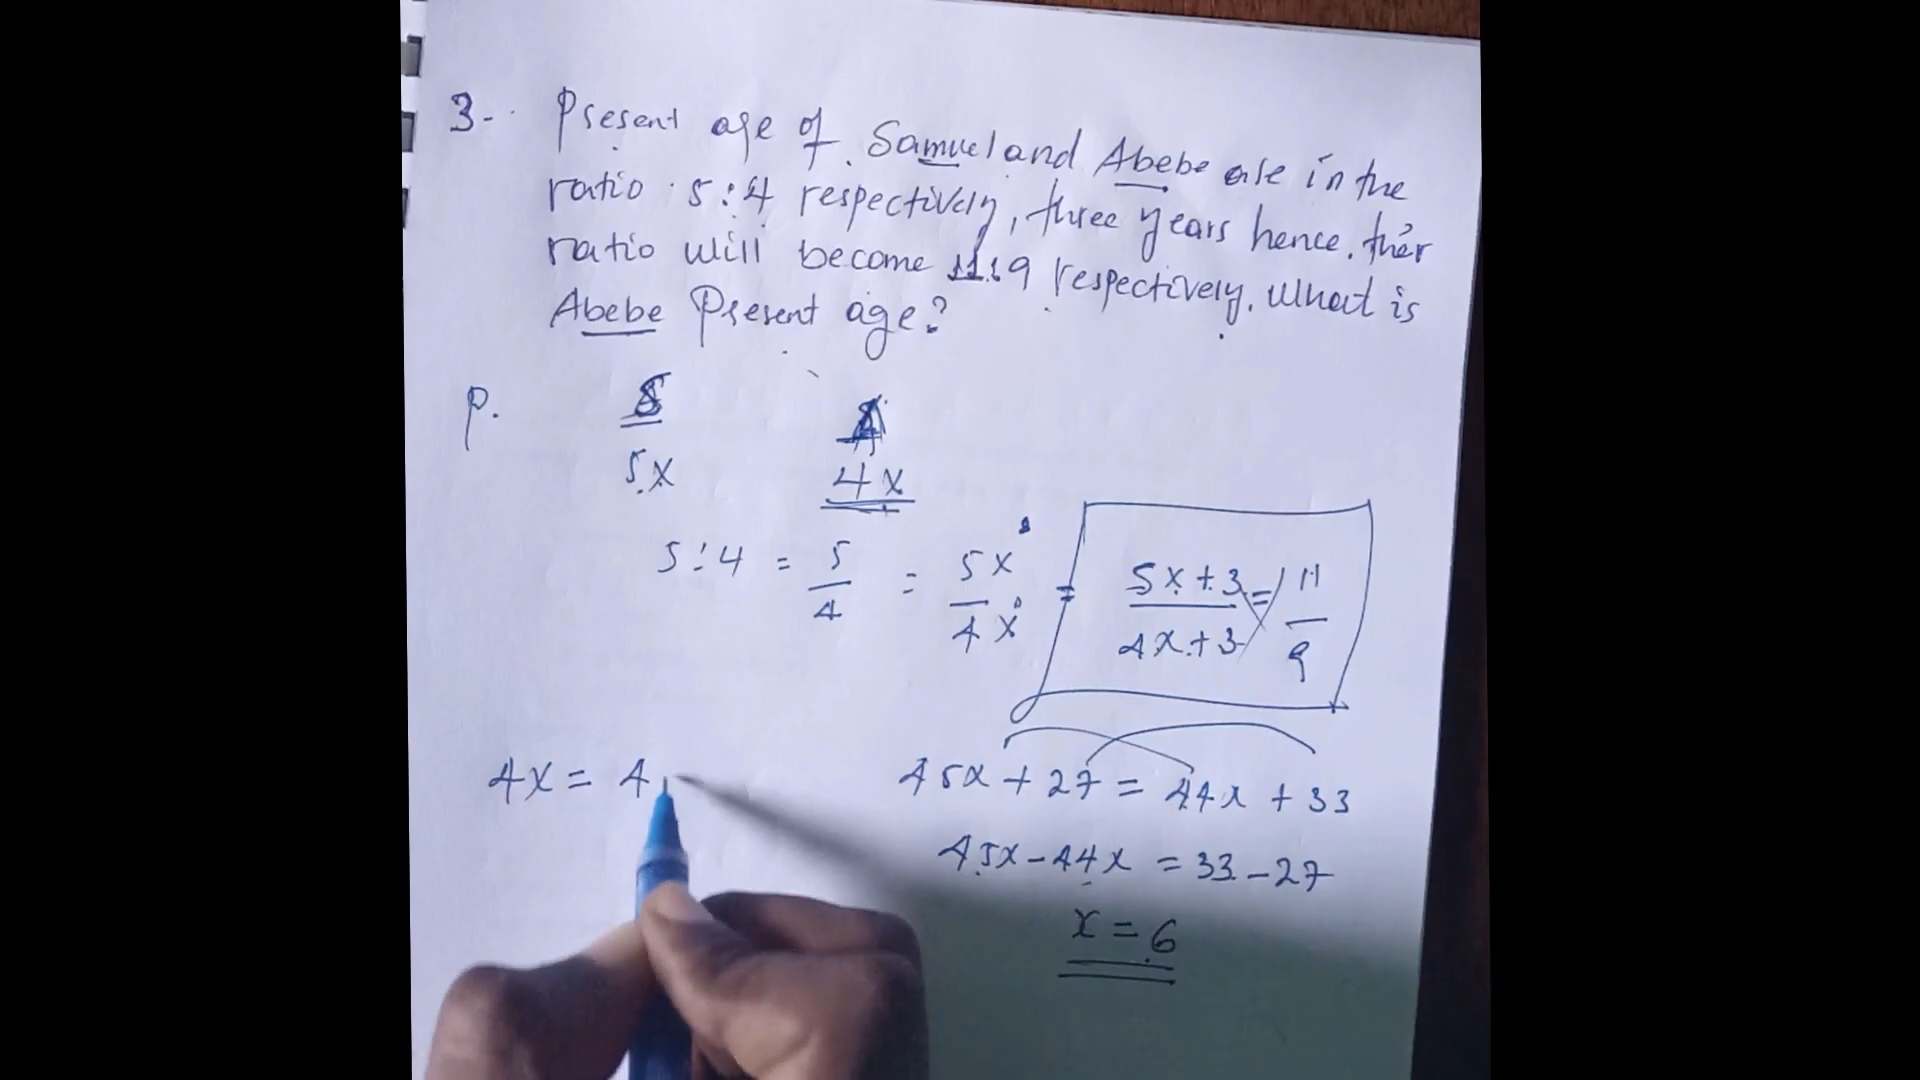 3-. Present age of Samuel and Abebe are in the
ratio 5:4 respectively, three years hence. their
ratio will become 11:9 respectively. What is
Abebe Present age?
P. S A
5x 4x
5:4 = 5/4 = 5x/4x = (5x+3)/(4x+3) = 11/9
4x = 4
45x + 27 = 44x + 33
45x - 44x = 33 - 27
x = 6